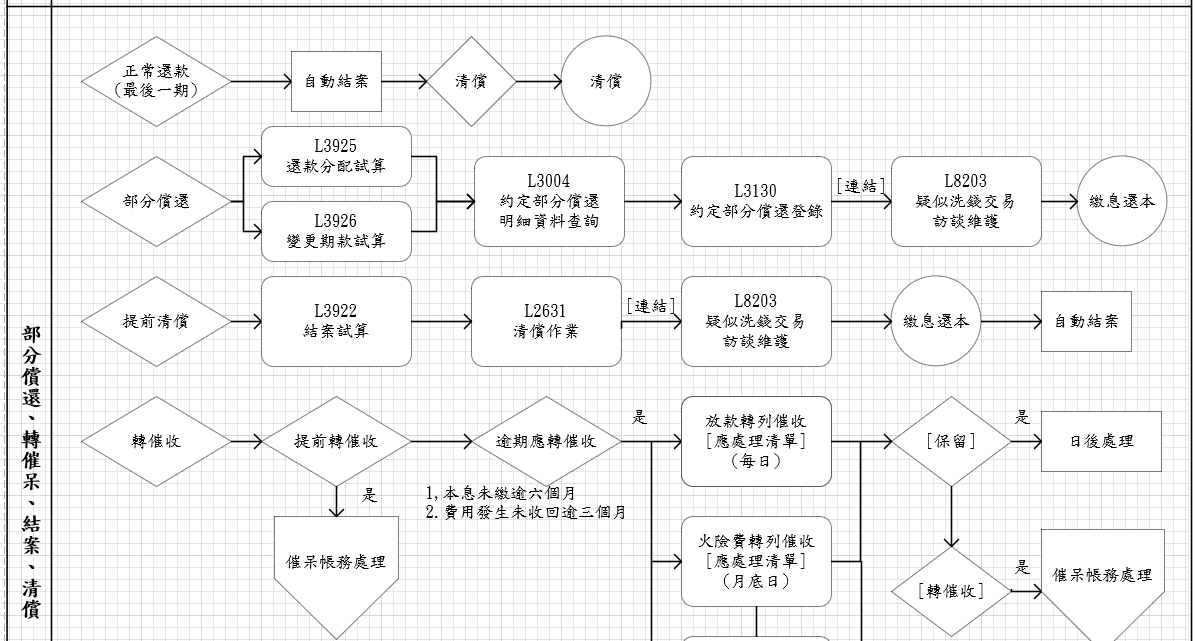 部分償還、轉催呆、結案、清償
正常還款
(最後一期)
自動結案
清償
清償
部分償還
L3925
還款分配試算
L3926
變更期款試算
L3004
約定部分償還
明細資料查詢
L3130
約定部分償還登錄
[連結]
L8203
疑似洗錢交易
訪談維護
繳息還本
提前清償
L3922
結案試算
L2631
清償作業
[連結]
L8203
疑似洗錢交易
訪談維護
繳息還本
自動結案
轉催收
提前轉催收
是
催呆帳務處理
逾期應轉催收
1,本息未繳逾六個月
2.費用發生未收回逾三個月
是
放款轉列催收
[應處理清單]
(每日)
火險費轉列催收
[應處理清單]
(月底日)
[保留]
是
日後處理
[轉催收]
是
催呆帳務處理